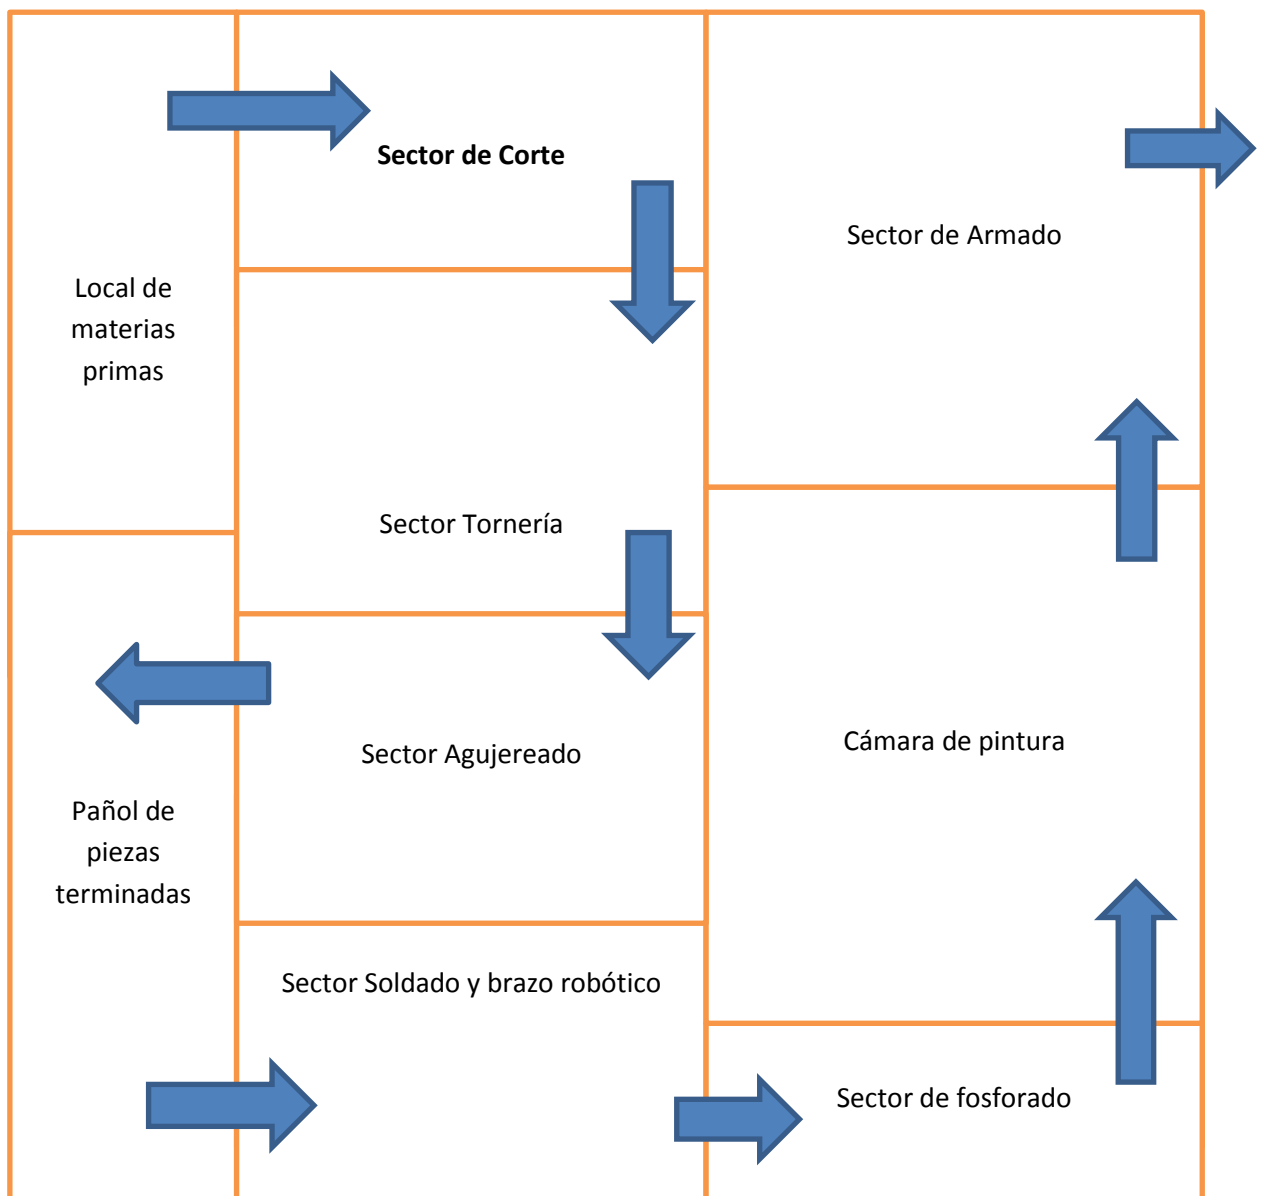 Sector de Corte
Sector de Armado
Local de
materias
primas
Sector Tornería
Sector Agujereado
Cámara de pintura
Pañol de
piezas
terminadas
Sector Soldado y brazo robótico
Sector de fosforado